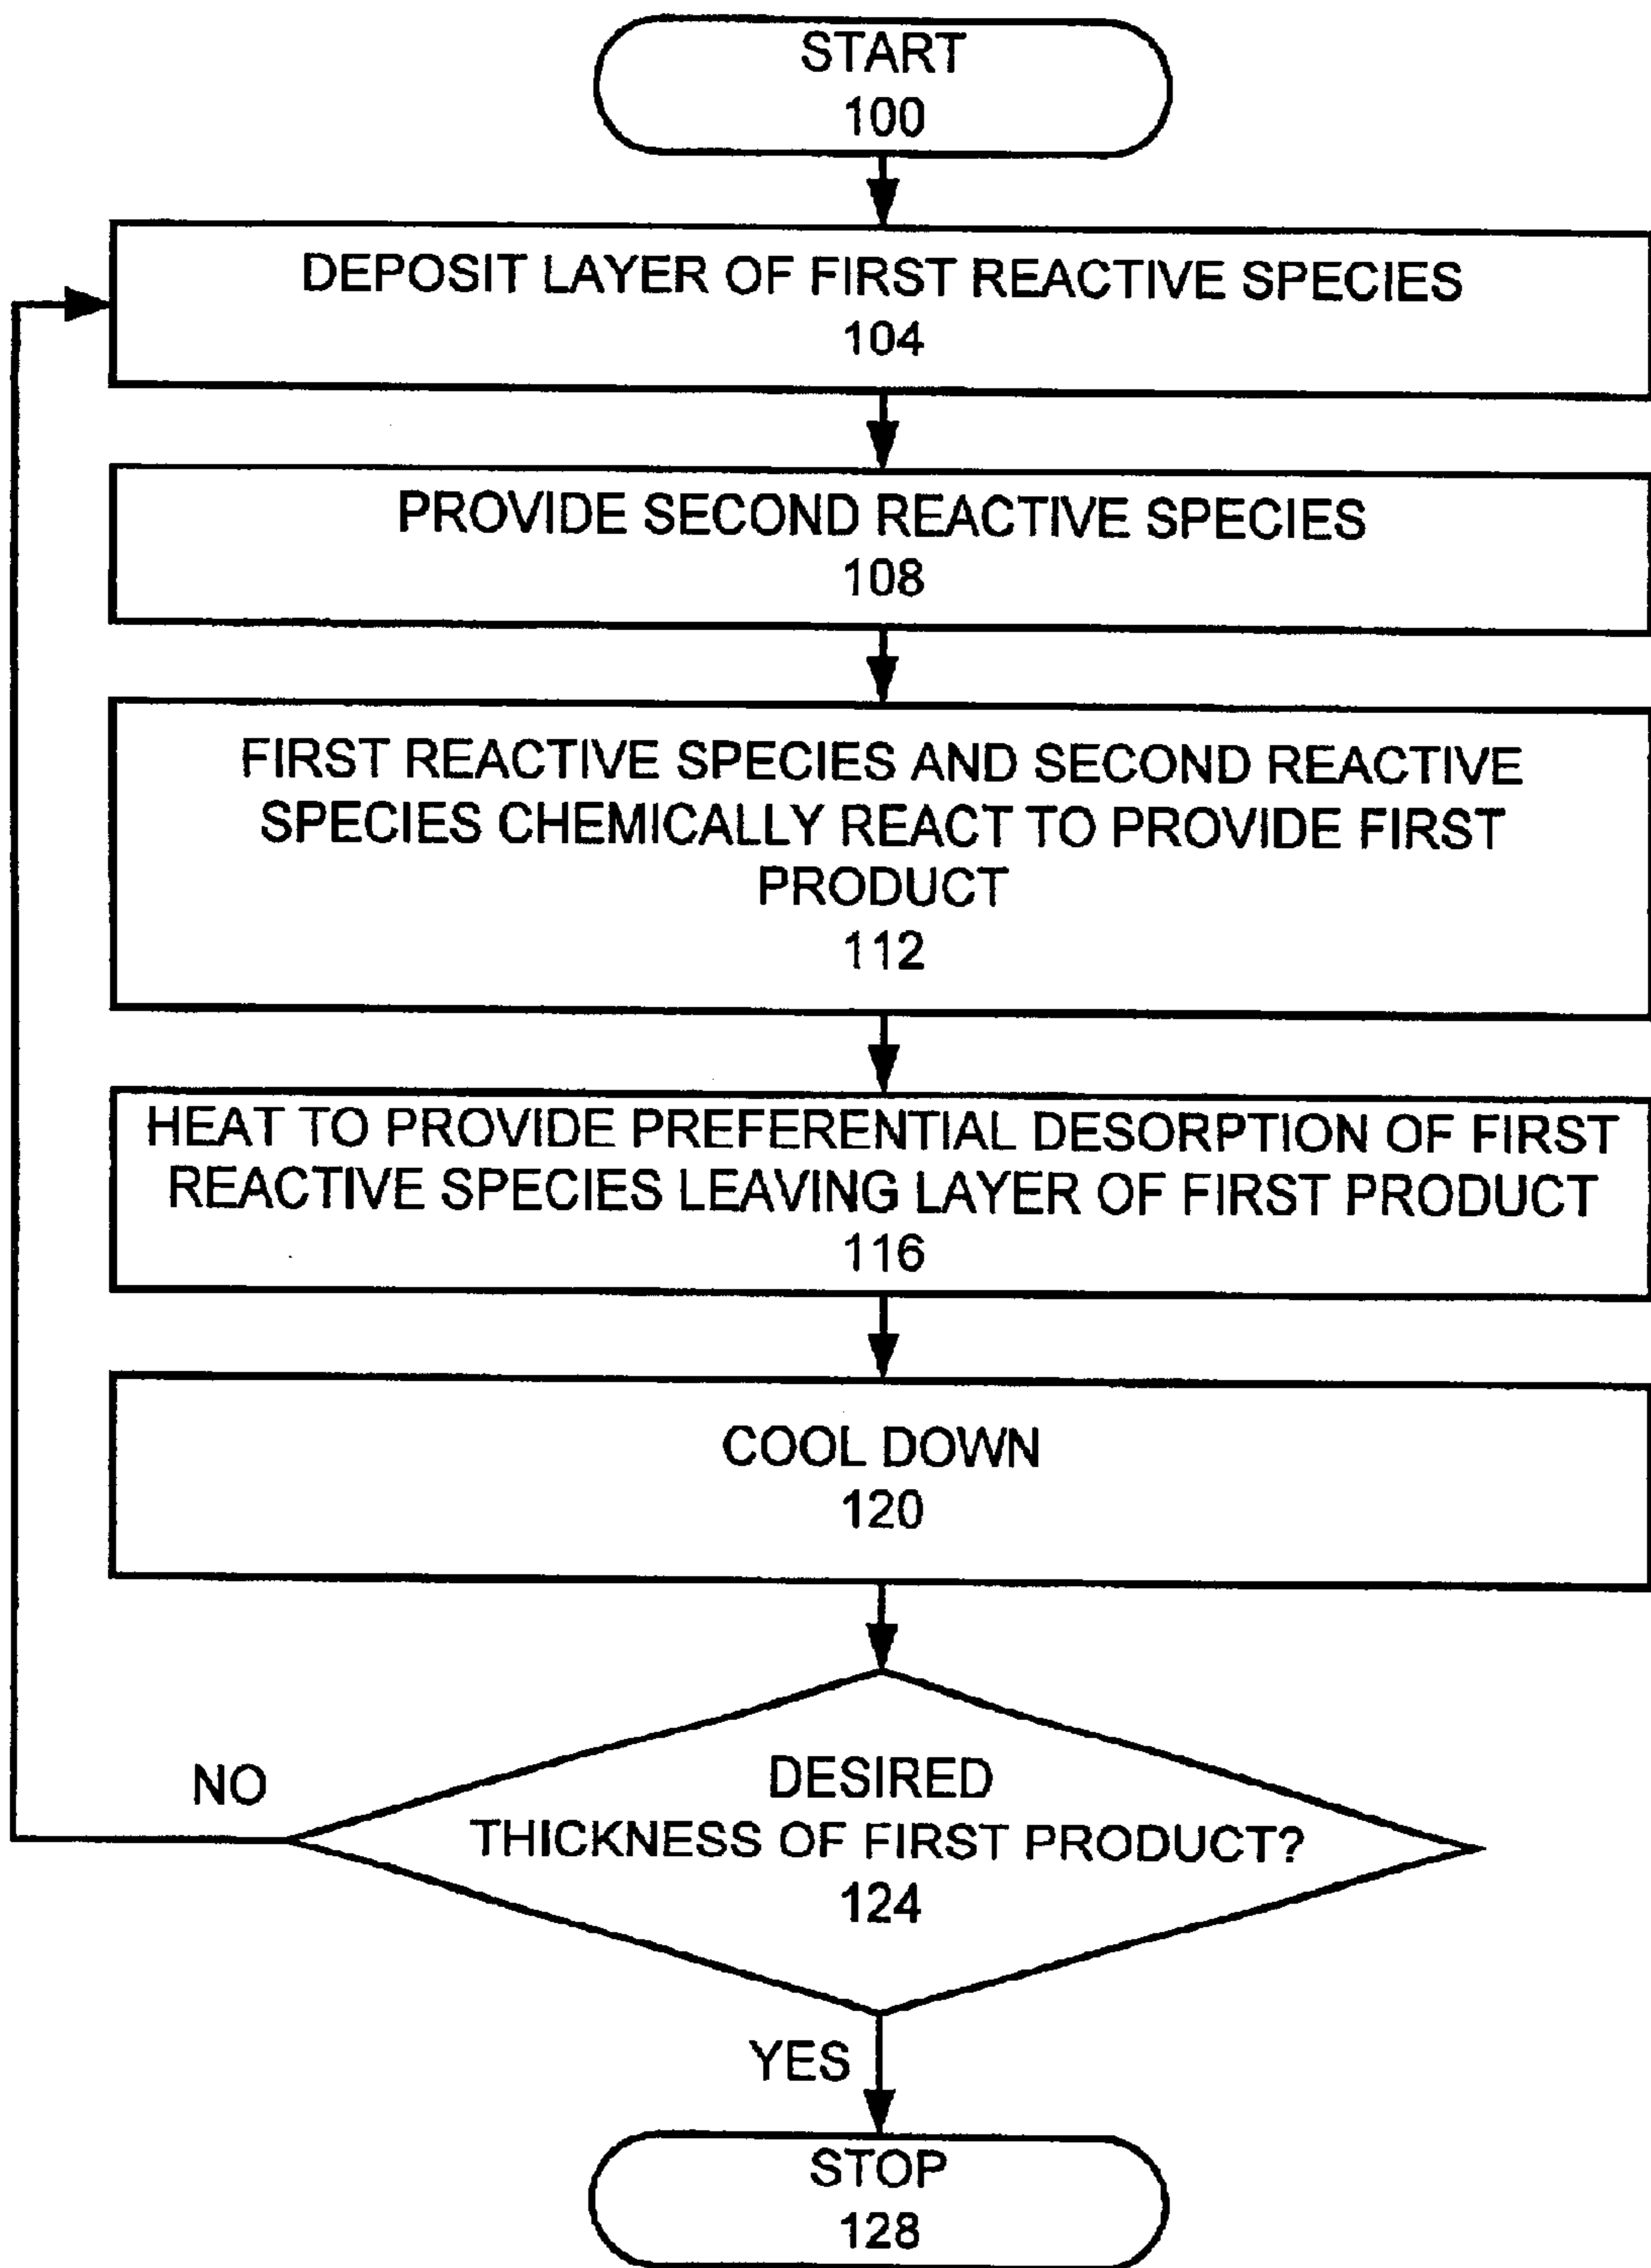 START
100
DEPOSIT LAYER OF FIRST REACTIVE SPECIES
104
PROVIDE SECOND REACTIVE SPECIES
108
FIRST REACTIVE SPECIES AND SECOND REACTIVE
SPECIES CHEMICALLY REACT TO PROVIDE FIRST
PRODUCT
112
HEAT TO PROVIDE PREFERENTIAL DESORPTION OF FIRST
REACTIVE SPECIES LEAVING LAYER OF FIRST PRODUCT
116
COOL DOWN
120
NO
DESIRED
THICKNESS OF FIRST PRODUCT?
124
YES
STOP
128